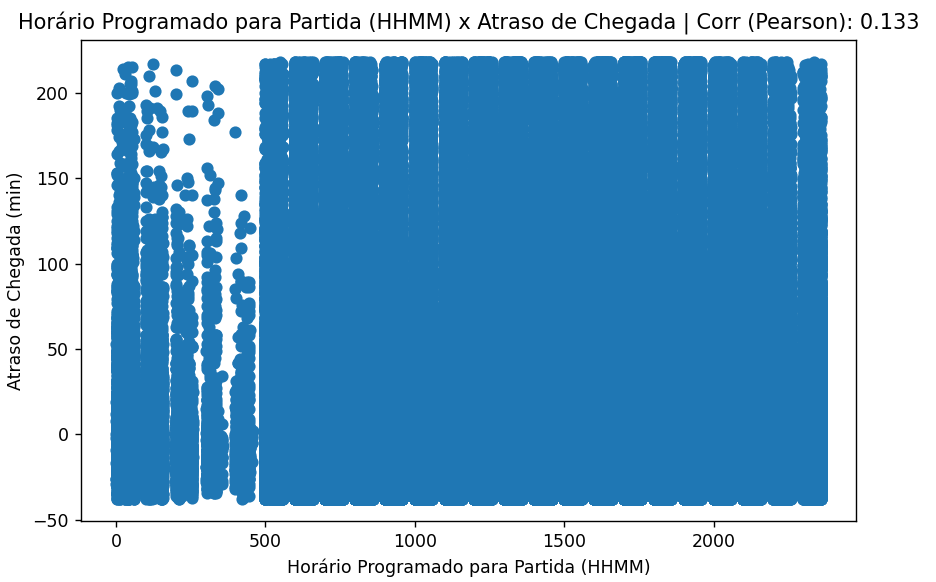 Horário Programado para Partida (HHMM) x Atraso de Chegada | Corr (Pearson): 0.133
Atraso de Chegada (min)
200
150
100
50
0
−50
0 500 1000 1500 2000
Horário Programado para Partida (HHMM)